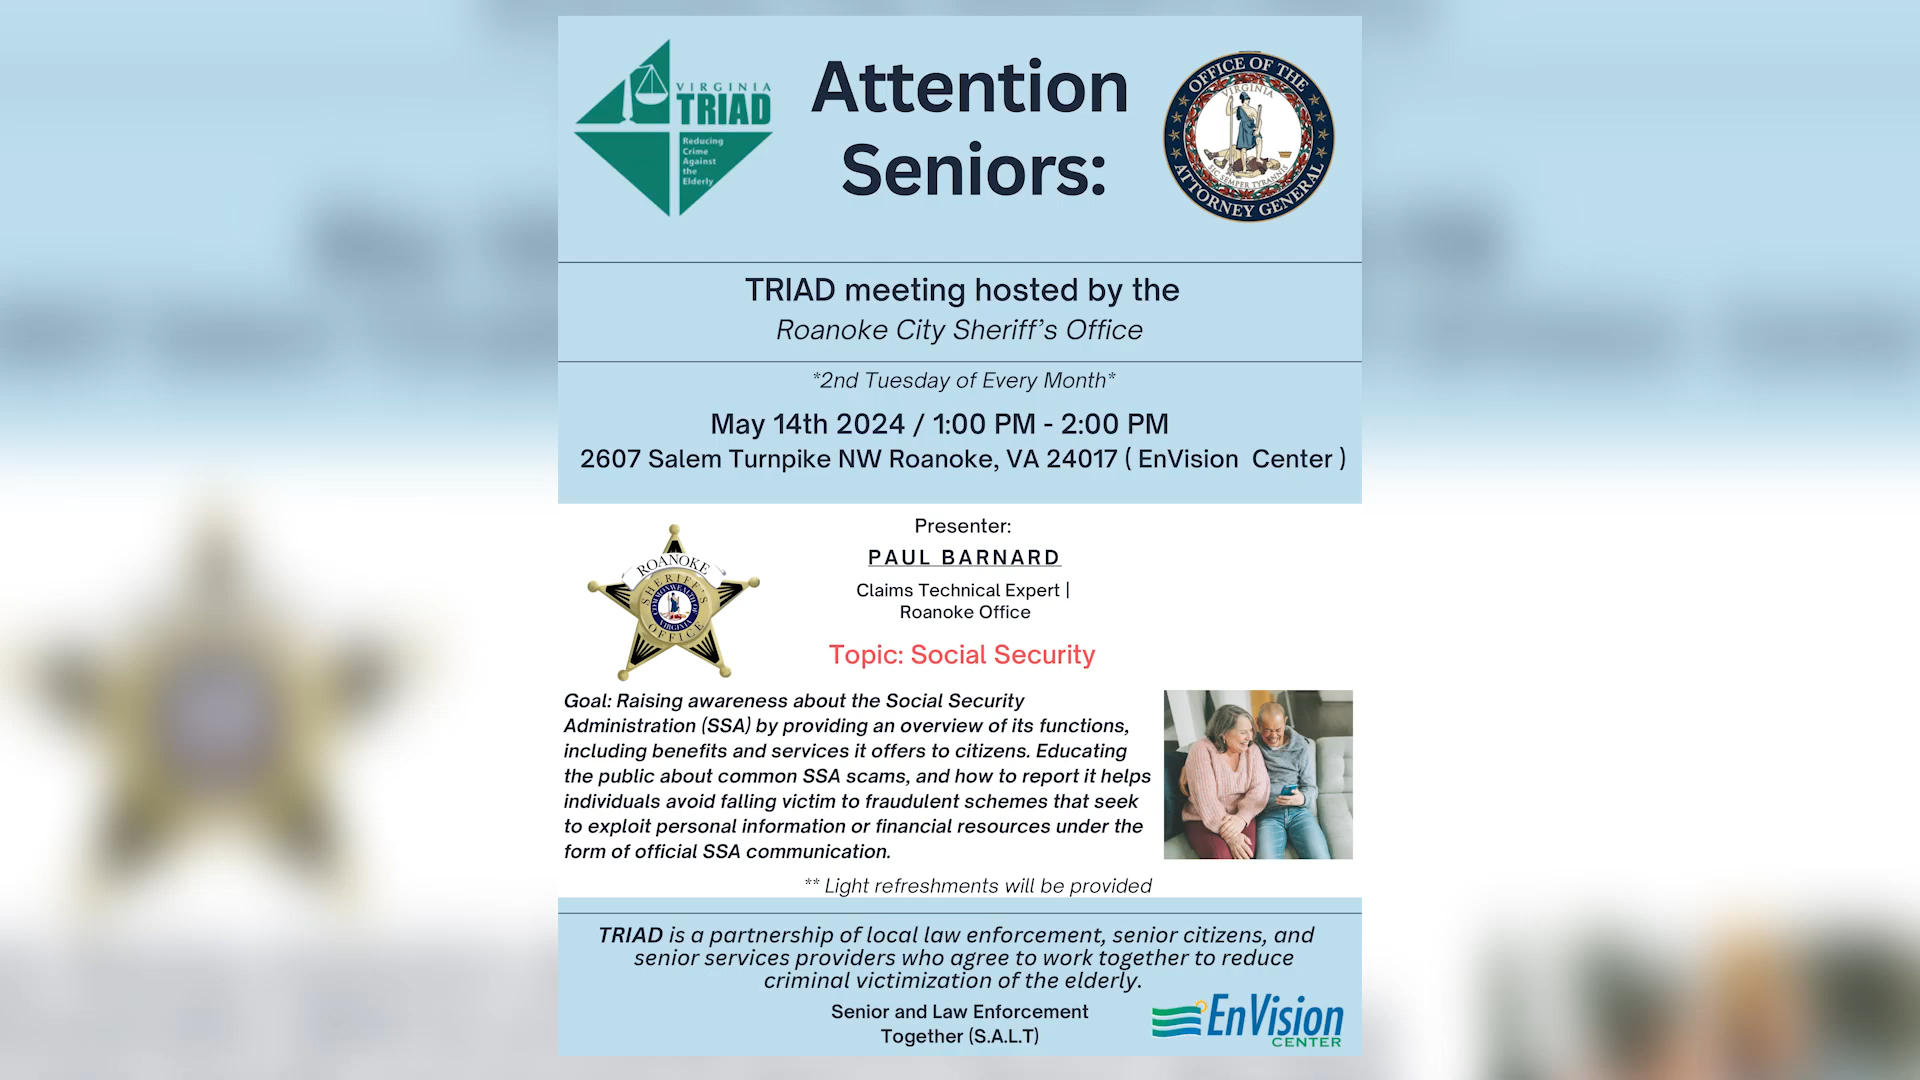 VIRGINIA
TRIAD
Reducing
Crime
Against
the
Elderly
Attention
Seniors:
OFFICE OF THE
ATTORNEY GENERAL
VIRGINIA
SIC SEMPER TYRANNIS
TRIAD meeting hosted by the
Roanoke City Sheriff's Office
*2nd Tuesday of Every Month*
May 14th 2024 / 1:00 PM - 2:00 PM
2607 Salem Turnpike NW Roanoke, VA 24017 ( EnVision Center )
ROANOKE
SHERIFF'S
OFFICE
COMMONWEALTH OF
VIRGINIA
Presenter:
PAUL BARNARD
Claims Technical Expert |
Roanoke Office
Topic: Social Security
Goal: Raising awareness about the Social Security
Administration (SSA) by providing an overview of its functions,
including benefits and services it offers to citizens. Educating
the public about common SSA scams, and how to report it helps
individuals avoid falling victim to fraudulent schemes that seek
to exploit personal information or financial resources under the
form of official SSA communication.
** Light refreshments will be provided
TRIAD is a partnership of local law enforcement, senior citizens, and
senior services providers who agree to work together to reduce
criminal victimization of the elderly.
Senior and Law Enforcement
Together (S.A.L.T)
EnVision
CENTER